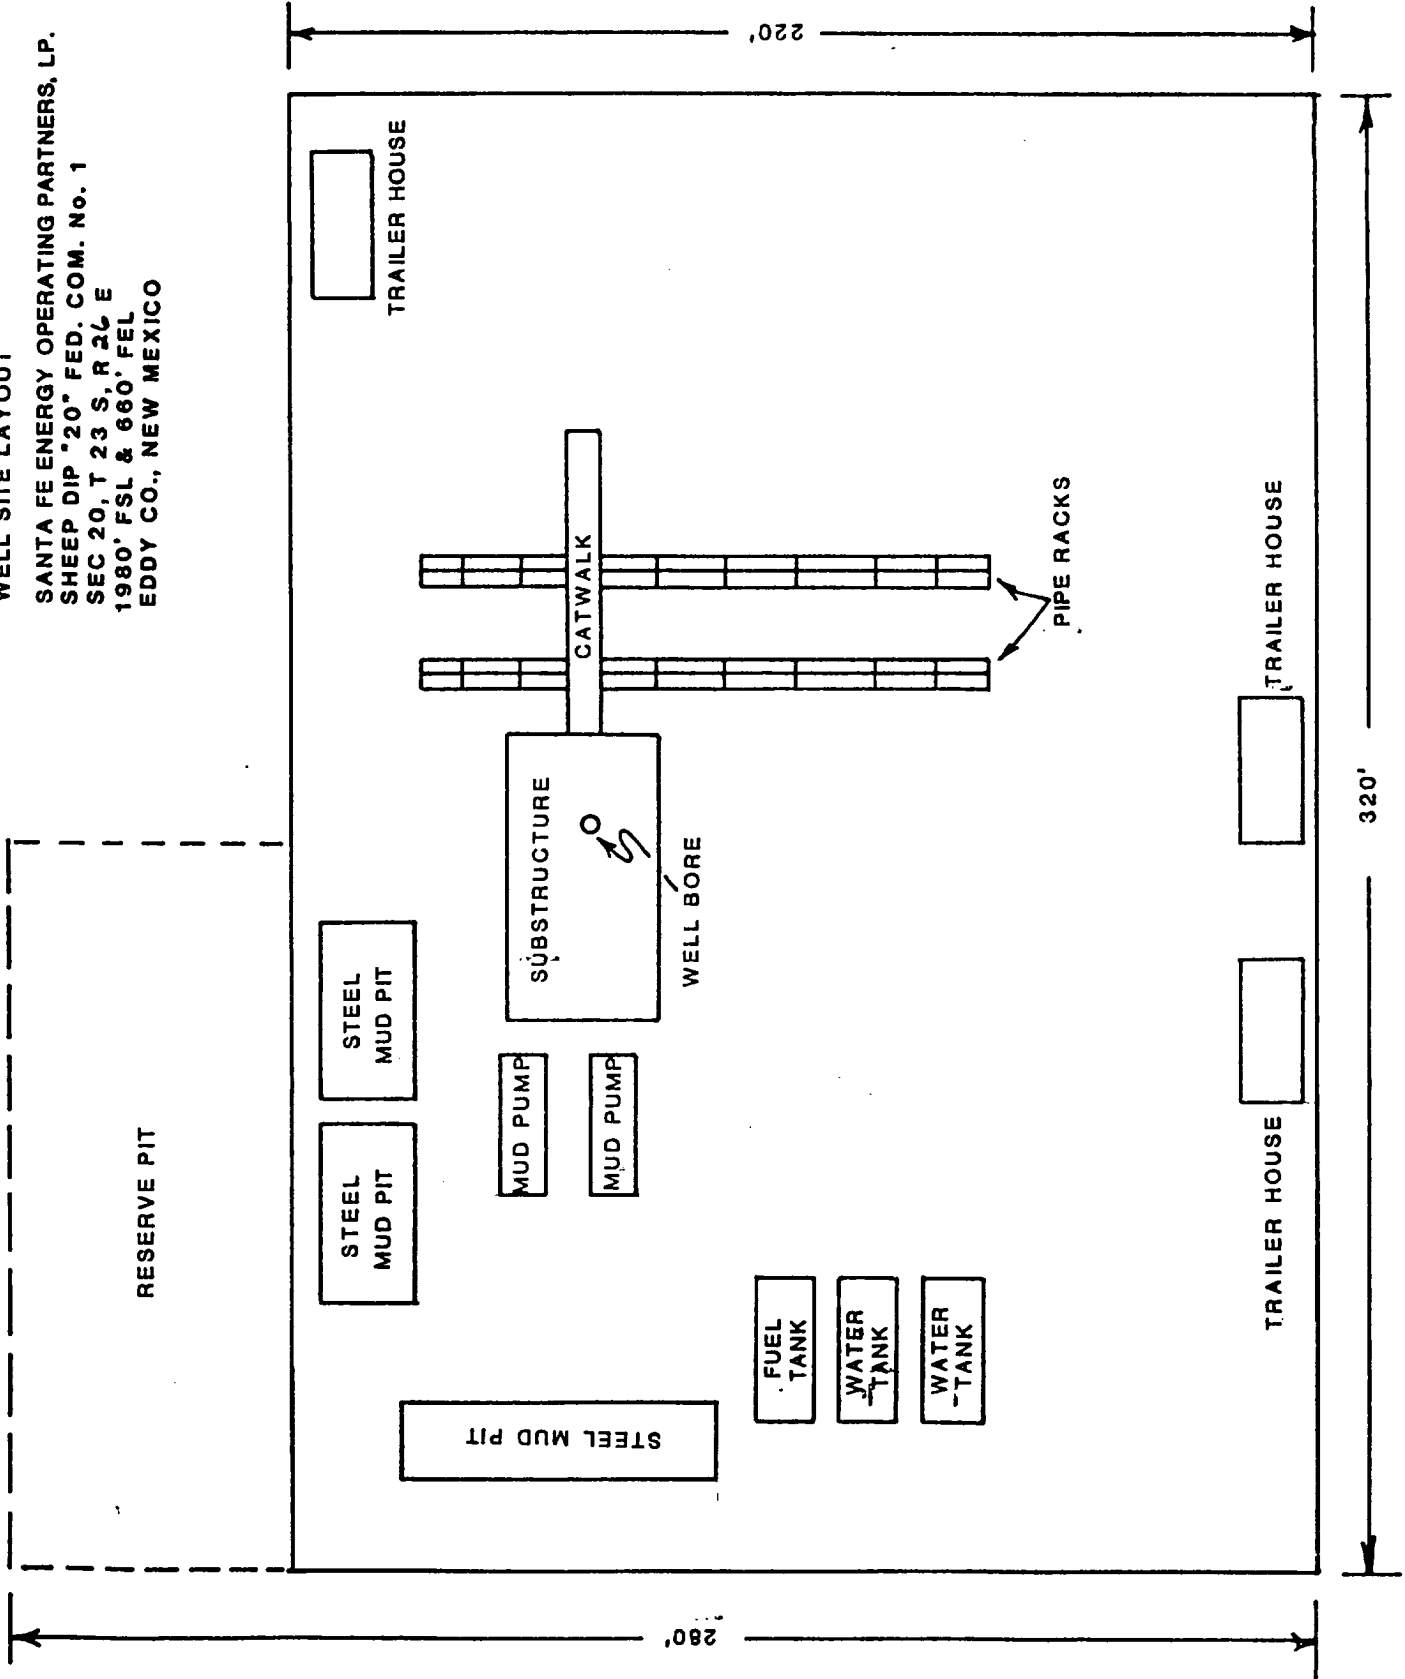 WELL SITE LAYOUT
SANTA FE ENERGY OPERATING PARTNERS, LP.
SHEEP DIP "20" FED. COM. No. 1
SEC 20, T 23 S, R 26 E
1980' FSL & 660' FEL
EDDY CO., NEW MEXICO
RESERVE PIT
280'
220'
STEEL
MUD PIT
STEEL
MUD PIT
TRAILER HOUSE
STEEL MUD PIT
MUD PUMP
MUD PUMP
SUBSTRUCTURE
WELL BORE
CATWALK
PIPE RACKS
FUEL
TANK
WATER
TANK
WATER
TANK
TRAILER HOUSE
TRAILER HOUSE
320'